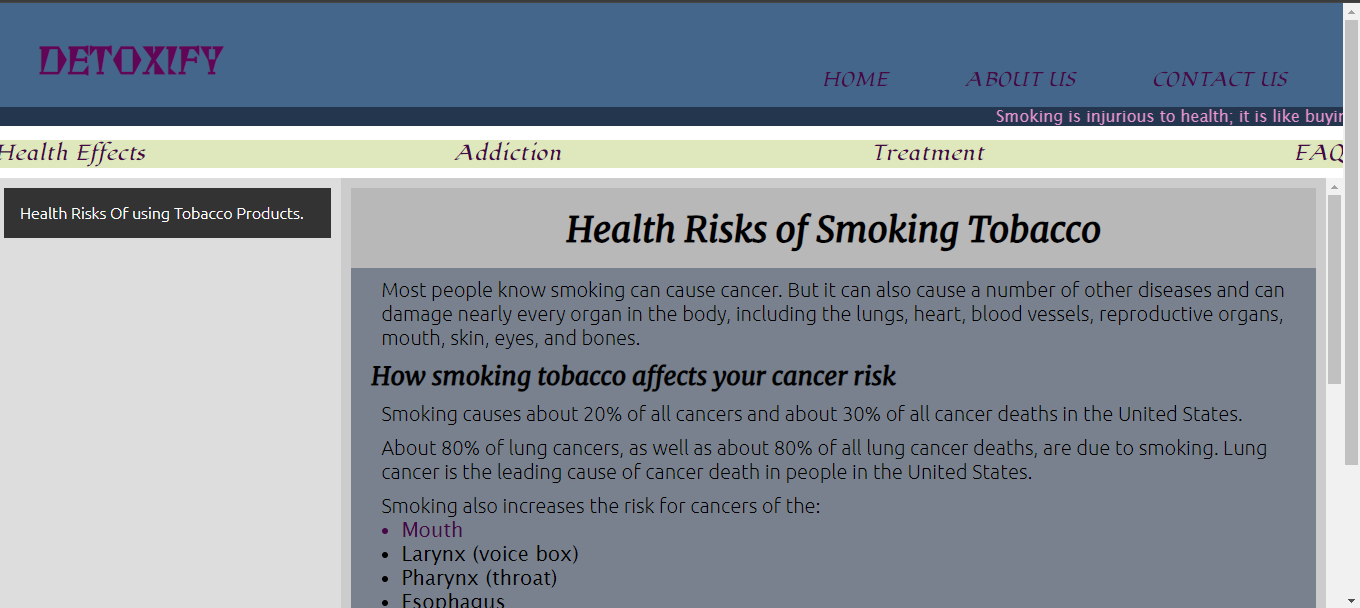 DETOXIFY
HOME ABOUT US CONTACT US
Smoking is injurious to health; it is like buyin
Health Effects Addiction Treatment FAQ
Health Risks Of using Tobacco Products.
Health Risks of Smoking Tobacco
Most people know smoking can cause cancer. But it can also cause a number of other diseases and can
damage nearly every organ in the body, including the lungs, heart, blood vessels, reproductive organs,
mouth, skin, eyes, and bones.
How smoking tobacco affects your cancer risk
Smoking causes about 20% of all cancers and about 30% of all cancer deaths in the United States.
About 80% of lung cancers, as well as about 80% of all lung cancer deaths, are due to smoking. Lung
cancer is the leading cause of cancer death in people in the United States.
Smoking also increases the risk for cancers of the:
• Mouth
• Larynx (voice box)
• Pharynx (throat)
• Esophagus